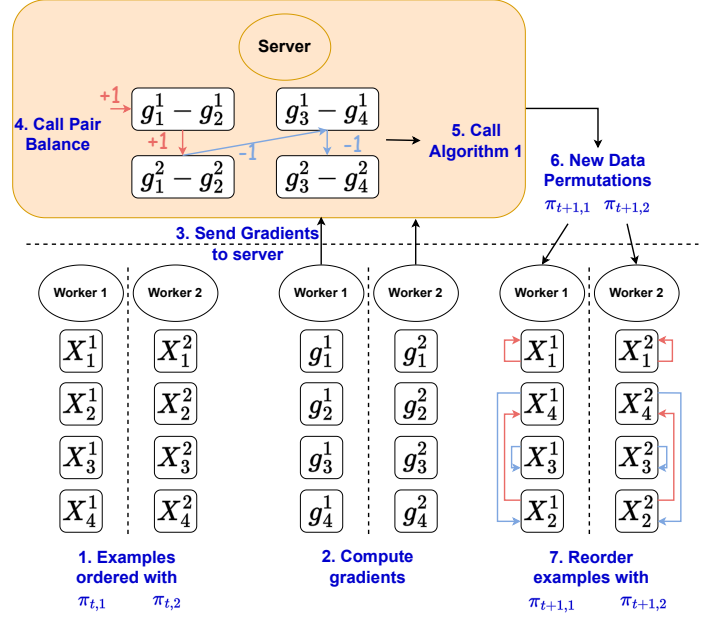 Server
+1
g_1^1 − g_2^1
g_3^1 − g_4^1
4. Call Pair
Balance
+1
-1
-1
5. Call
Algorithm 1
g_1^2 − g_2^2
g_3^2 − g_4^2
6. New Data
Permutations
π_{t+1,1} π_{t+1,2}
3. Send Gradients
to server
Worker 1
Worker 2
Worker 1
Worker 2
Worker 1
Worker 2
X_1^1
X_1^2
g_1^1
g_1^2
X_1^1
X_1^2
X_2^1
X_2^2
g_2^1
g_2^2
X_4^1
X_4^2
X_3^1
X_3^2
g_3^1
g_3^2
X_3^1
X_3^2
X_4^1
X_4^2
g_4^1
g_4^2
X_2^1
X_2^2
1. Examples
ordered with
π_{t,1} π_{t,2}
2. Compute
gradients
7. Reorder
examples with
π_{t+1,1} π_{t+1,2}